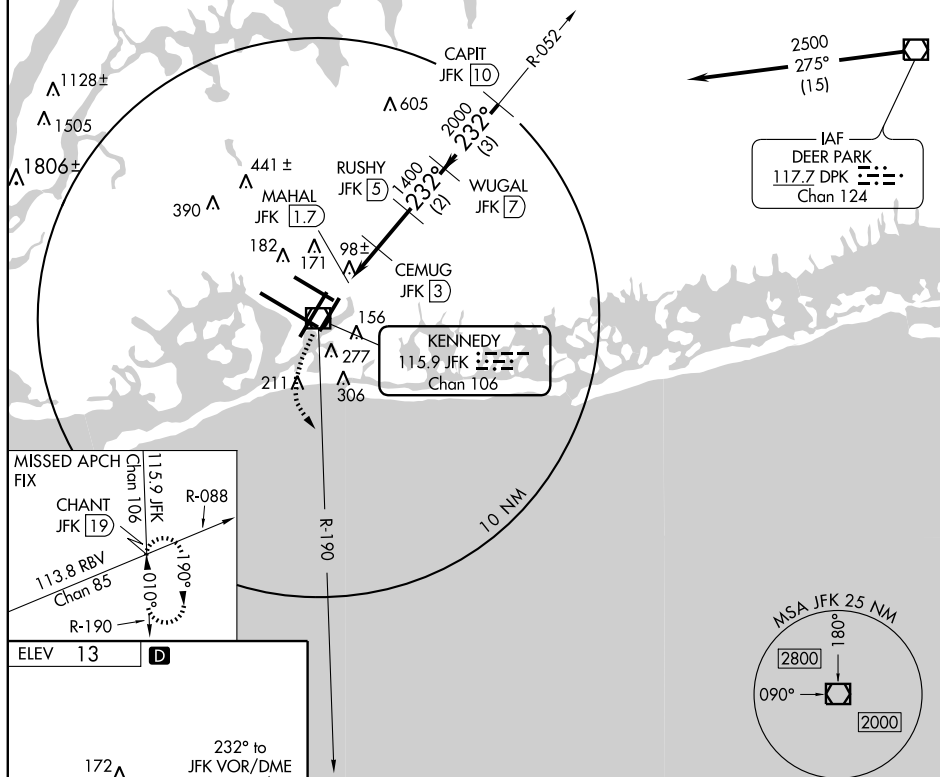 CAPIT
JFK 10
R-052
2500
275°
(15)
1128±
1505
1806±
605
2000
232°
(3)
IAF
DEER PARK
117.7 DPK
Chan 124
441 ±
390
RUSHY
JFK 5
1400
232°
(2)
WUGAL
JFK 7
MAHAL
JFK 1.7
182
171
98±
CEMUG
JFK 3
156
277
211
306
KENNEDY
115.9 JFK
Chan 106
MISSED APCH
FIX
115.9 JFK
Chan 106
CHANT
JFK 19
R-088
113.8 RBV
Chan 85
190°
010°
R-190
R-190
10 NM
ELEV 13
D
172
232° to
JFK VOR/DME
MSA JFK 25 NM
180°
2800
090°
2000